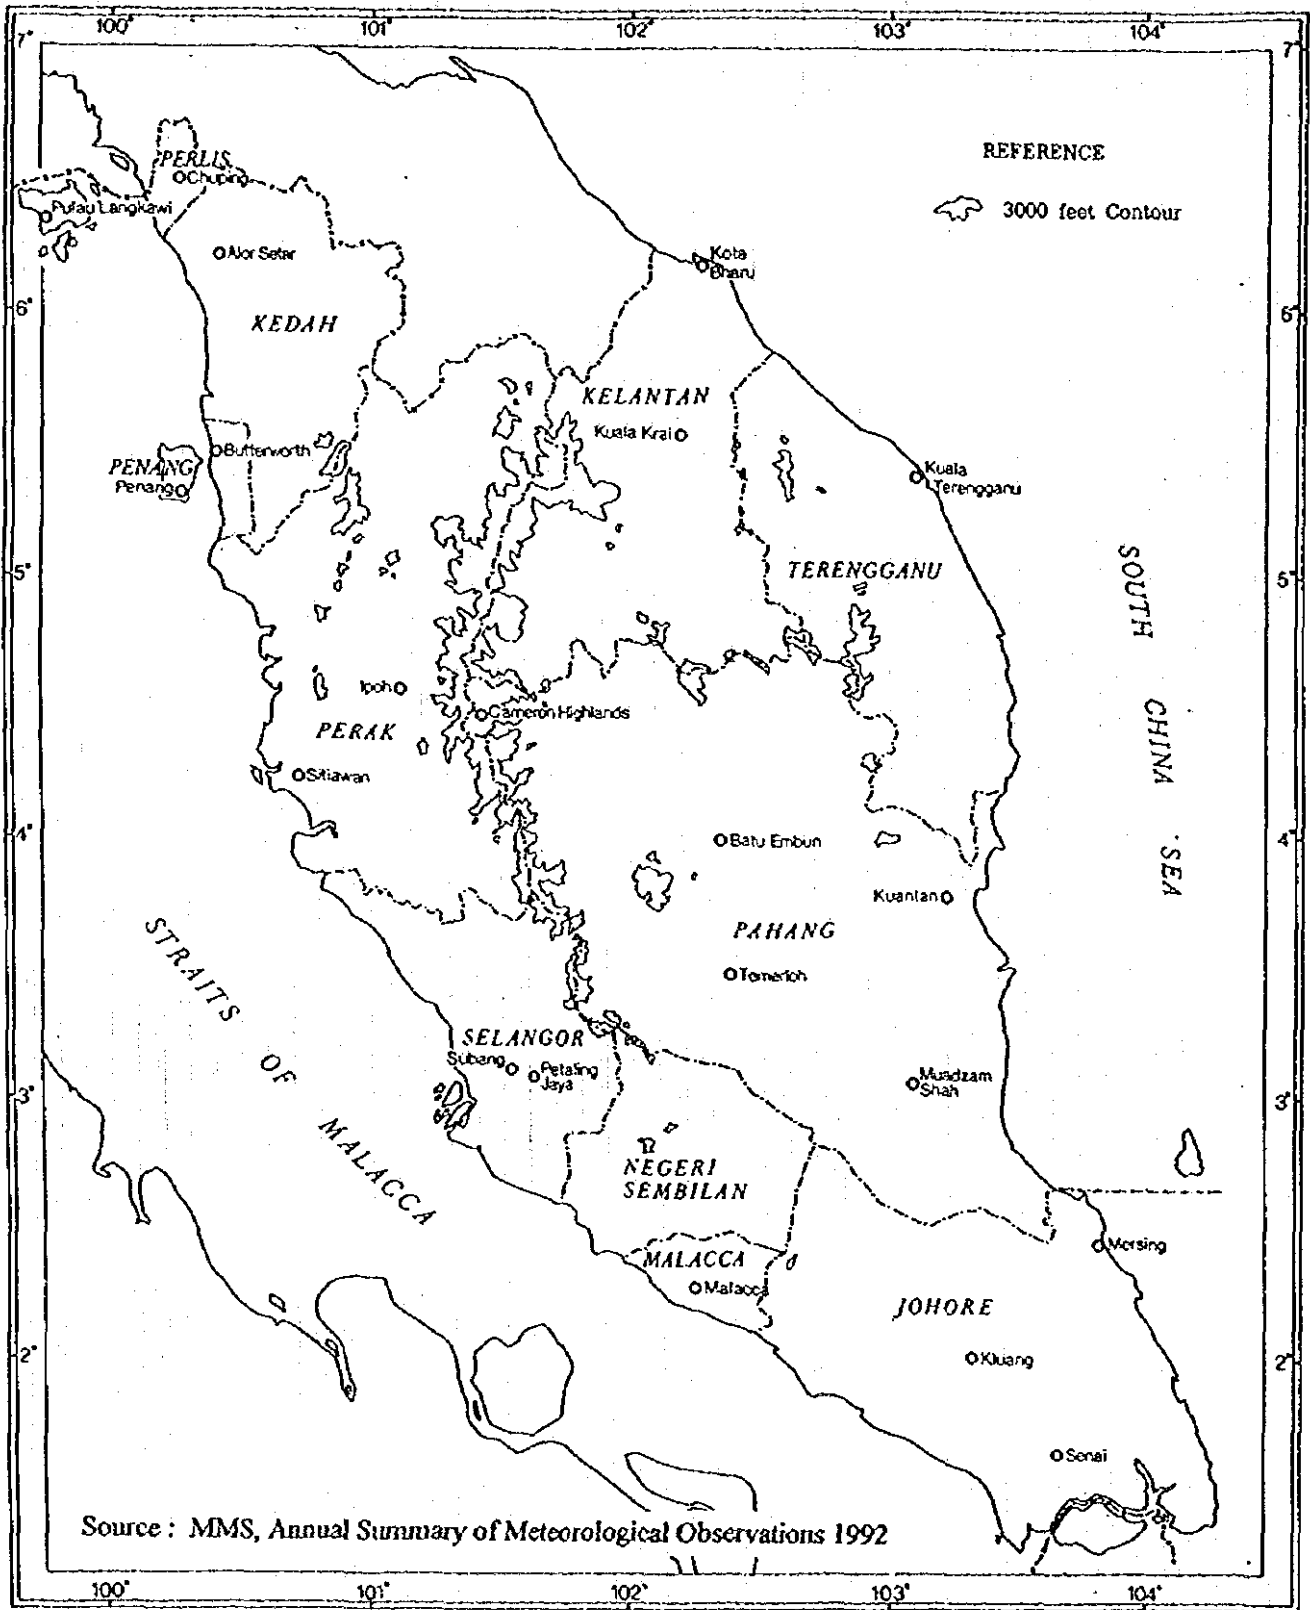 100° 101° 102° 103° 104°
7° 7°
REFERENCE
3000 feet Contour
PERLIS
Chuping
Pulau Langkawi
Alor Setar
Kota
Bharu
6° 6°
KEDAH
KELANTAN
Kuala Krai
Butterworth
PENANG
Penang
Kuala
Terengganu
5° 5°
TERENGGANU
SOUTH CHINA SEA
Ipoh
Cameron Highlands
PERAK
Sitiawan
4° 4°
Batu Embun
Kuantan
PAHANG
Temerloh
STRAITS OF MALACCA
SELANGOR
Subang
Petaling
Jaya
Muadzam
Shah
3° 3°
NEGERI
SEMBILAN
MALACCA
Malacca
Mersing
JOHORE
2° 2°
Kluang
Senai
Source : MMS, Annual Summary of Meteorological Observations 1992
100° 101° 102° 103° 104°